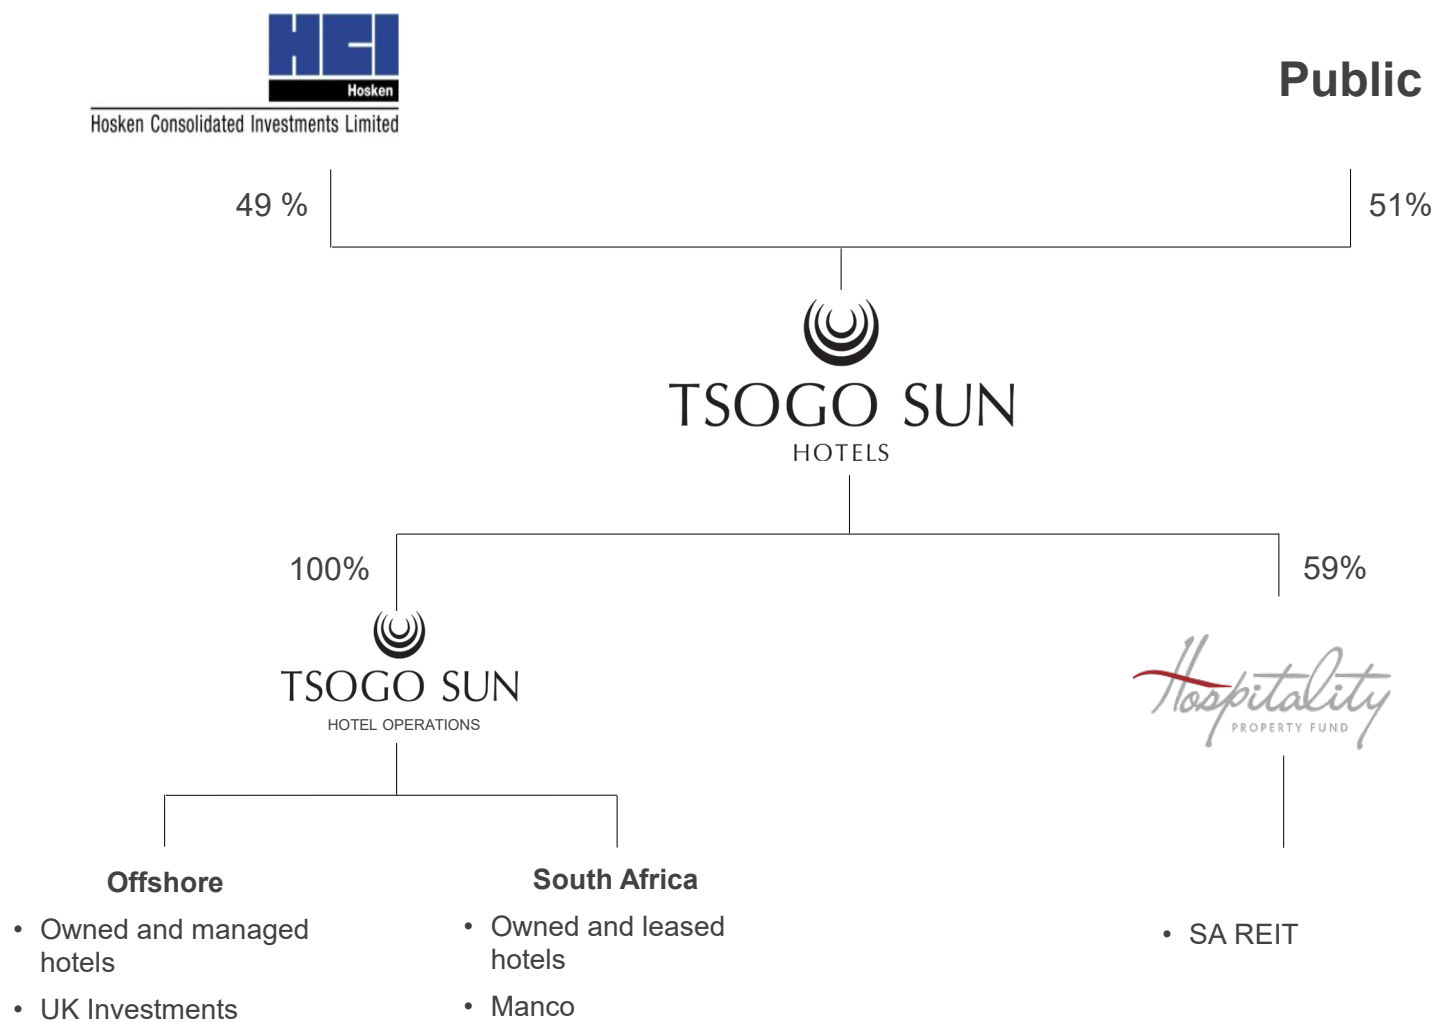 HCI
Hosken
Hosken Consolidated Investments Limited
Public
49 %
51%
TSOGO SUN
HOTELS
100%
59%
TSOGO SUN
HOTEL OPERATIONS
Hospitality
PROPERTY FUND
Offshore
• Owned and managed
hotels
• UK Investments
South Africa
• Owned and leased
hotels
• Manco
• SA REIT